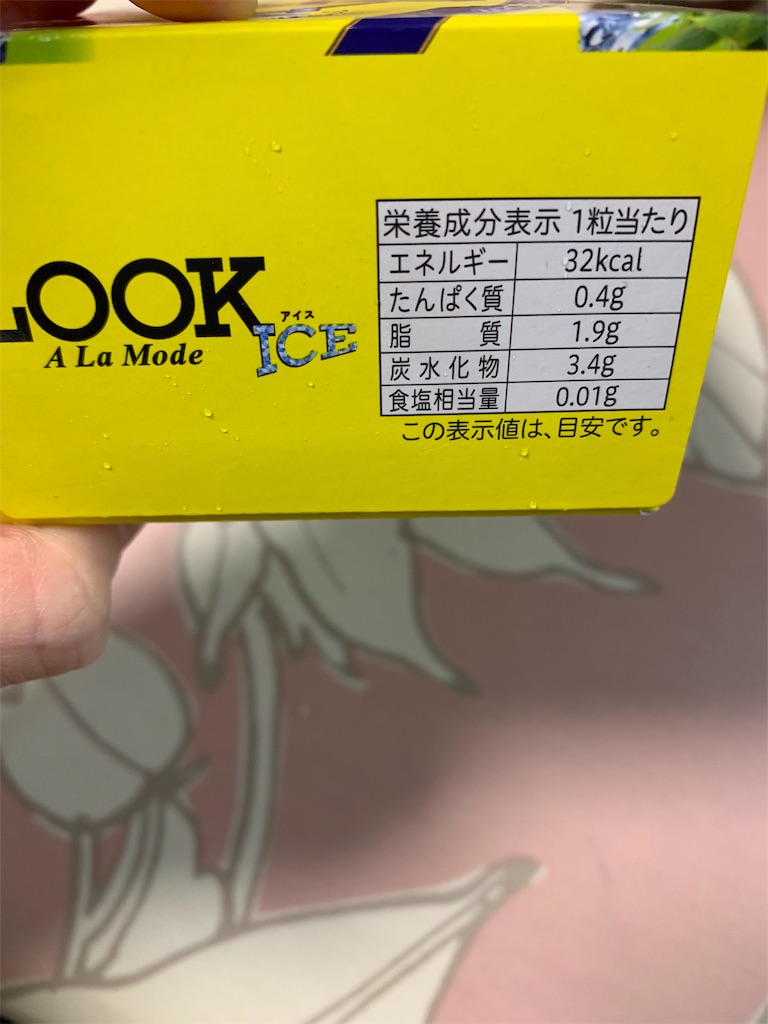 LOOK
アイス
ICE
A La Mode
栄養成分表示 1粒当たり
エネルギー 32kcal
たんぱく質 0.4g
脂質 1.9g
炭水化物 3.4g
食塩相当量 0.01g
この表示値は、目安です。